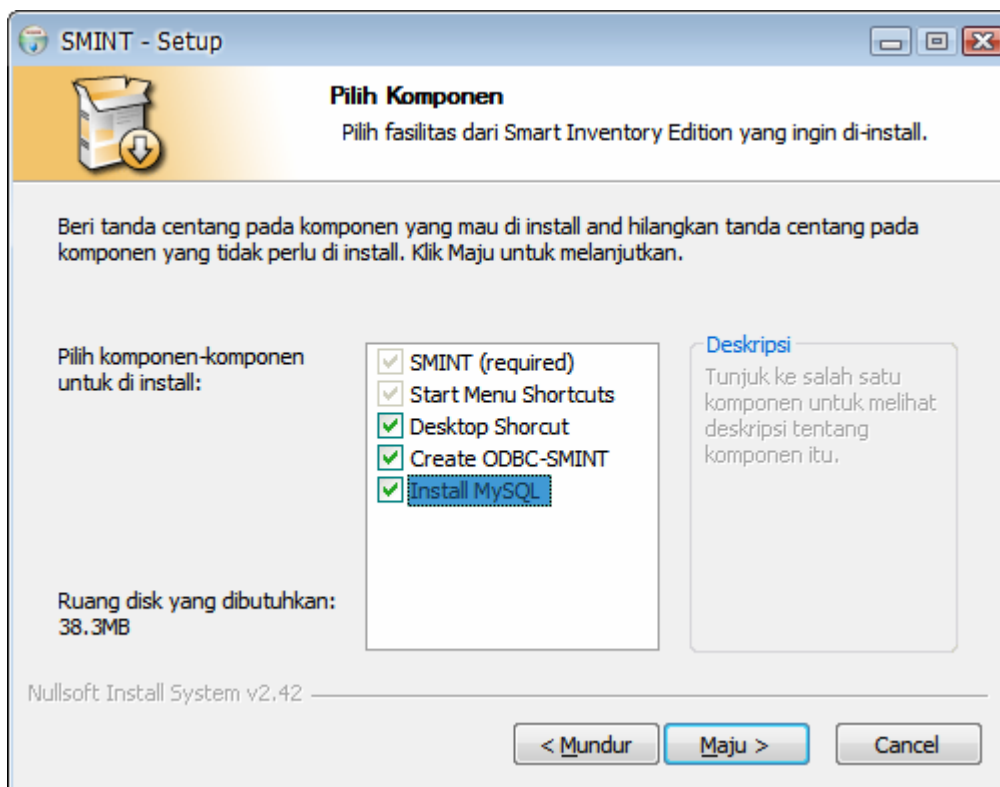 SMINT - Setup
Pilih Komponen
Pilih fasilitas dari Smart Inventory Edition yang ingin di-install.
Beri tanda centang pada komponen yang mau di install and hilangkan tanda centang pada
komponen yang tidak perlu di install. Klik Maju untuk melanjutkan.
Pilih komponen-komponen
untuk di install:
SMINT (required)
Start Menu Shortcuts
Desktop Shorcut
Create ODBC-SMINT
Install MySQL
Deskripsi
Tunjuk ke salah satu
komponen untuk melihat
deskripsi tentang
komponen itu.
Ruang disk yang dibutuhkan:
38.3MB
Nullsoft Install System v2.42
< Mundur
Maju >
Cancel